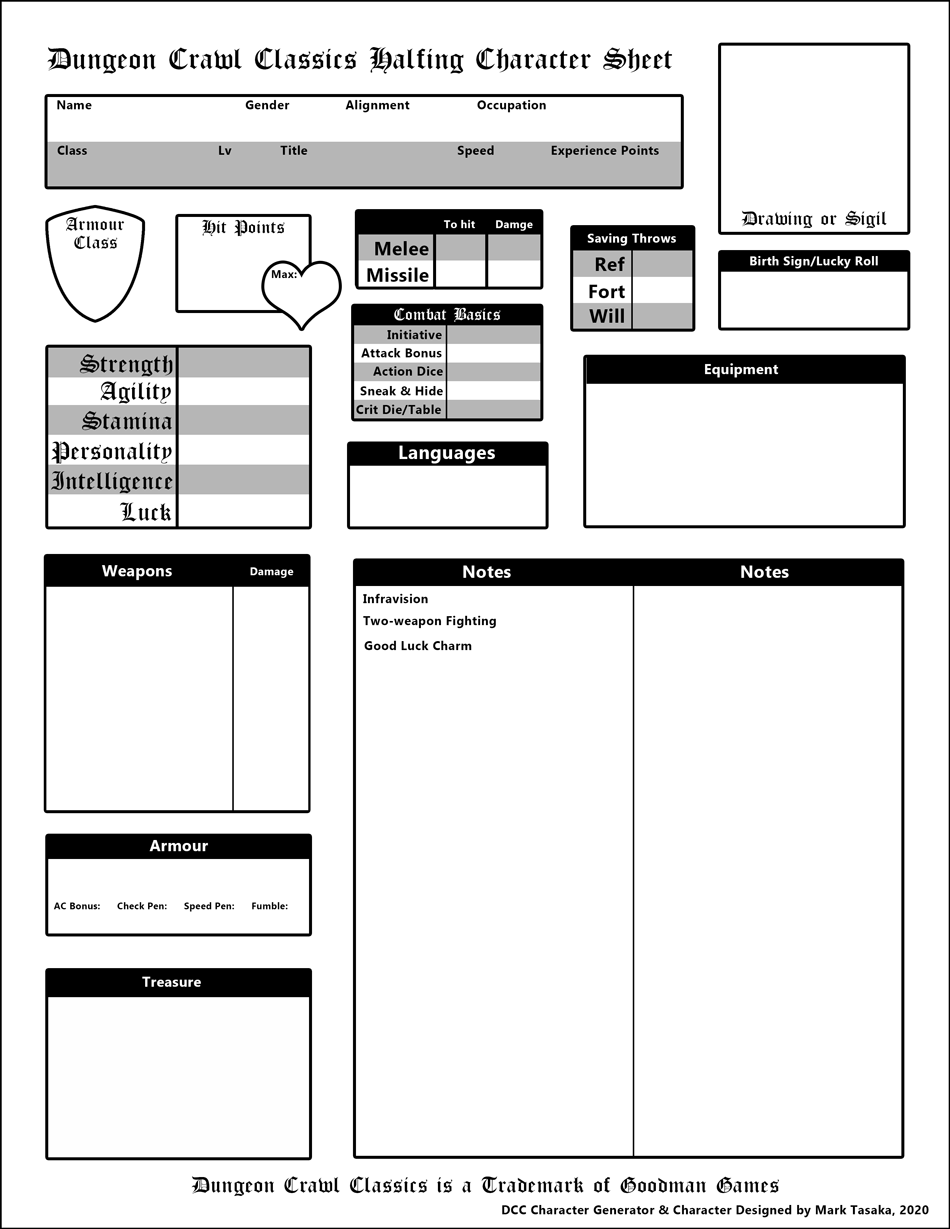 Dungeon Crawl Classics Halfing Character Sheet
Name Gender Alignment Occupation
Class Lv Title Speed Experience Points
Drawing or Sigil
Armour
Class
Hit Points
Max:
To hit Damge
Melee
Missile
Saving Throws
Ref
Fort
Will
Birth Sign/Lucky Roll
Combat Basics
Initiative
Attack Bonus
Action Dice
Sneak & Hide
Crit Die/Table
Strength
Agility
Stamina
Personality
Intelligence
Luck
Equipment
Languages
Weapons Damage
Notes Notes
Infravision
Two-weapon Fighting
Good Luck Charm
Armour
AC Bonus: Check Pen: Speed Pen: Fumble:
Treasure
Dungeon Crawl Classics is a Trademark of Goodman Games
DCC Character Generator & Character Designed by Mark Tasaka, 2020